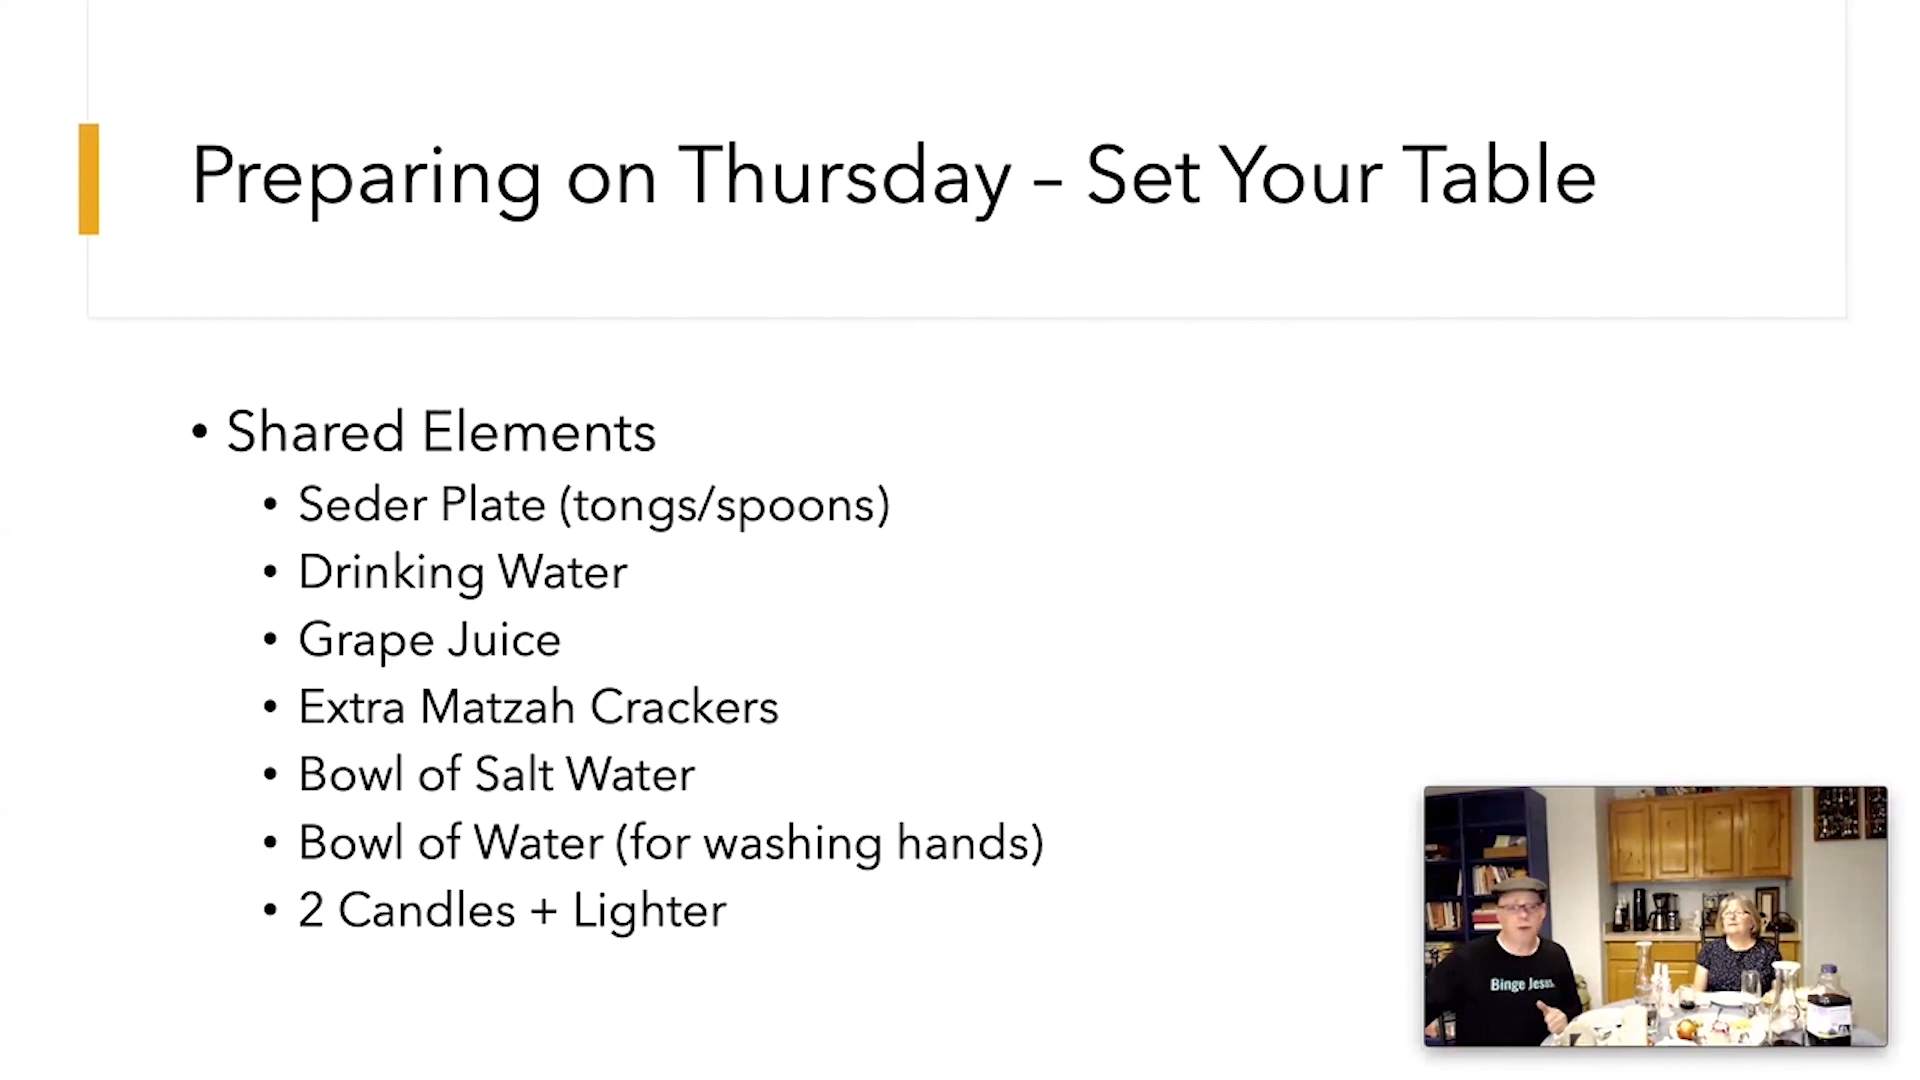 Preparing on Thursday – Set Your Table
• Shared Elements
• Seder Plate (tongs/spoons)
• Drinking Water
• Grape Juice
• Extra Matzah Crackers
• Bowl of Salt Water
• Bowl of Water (for washing hands)
• 2 Candles + Lighter
Binge Jesus.